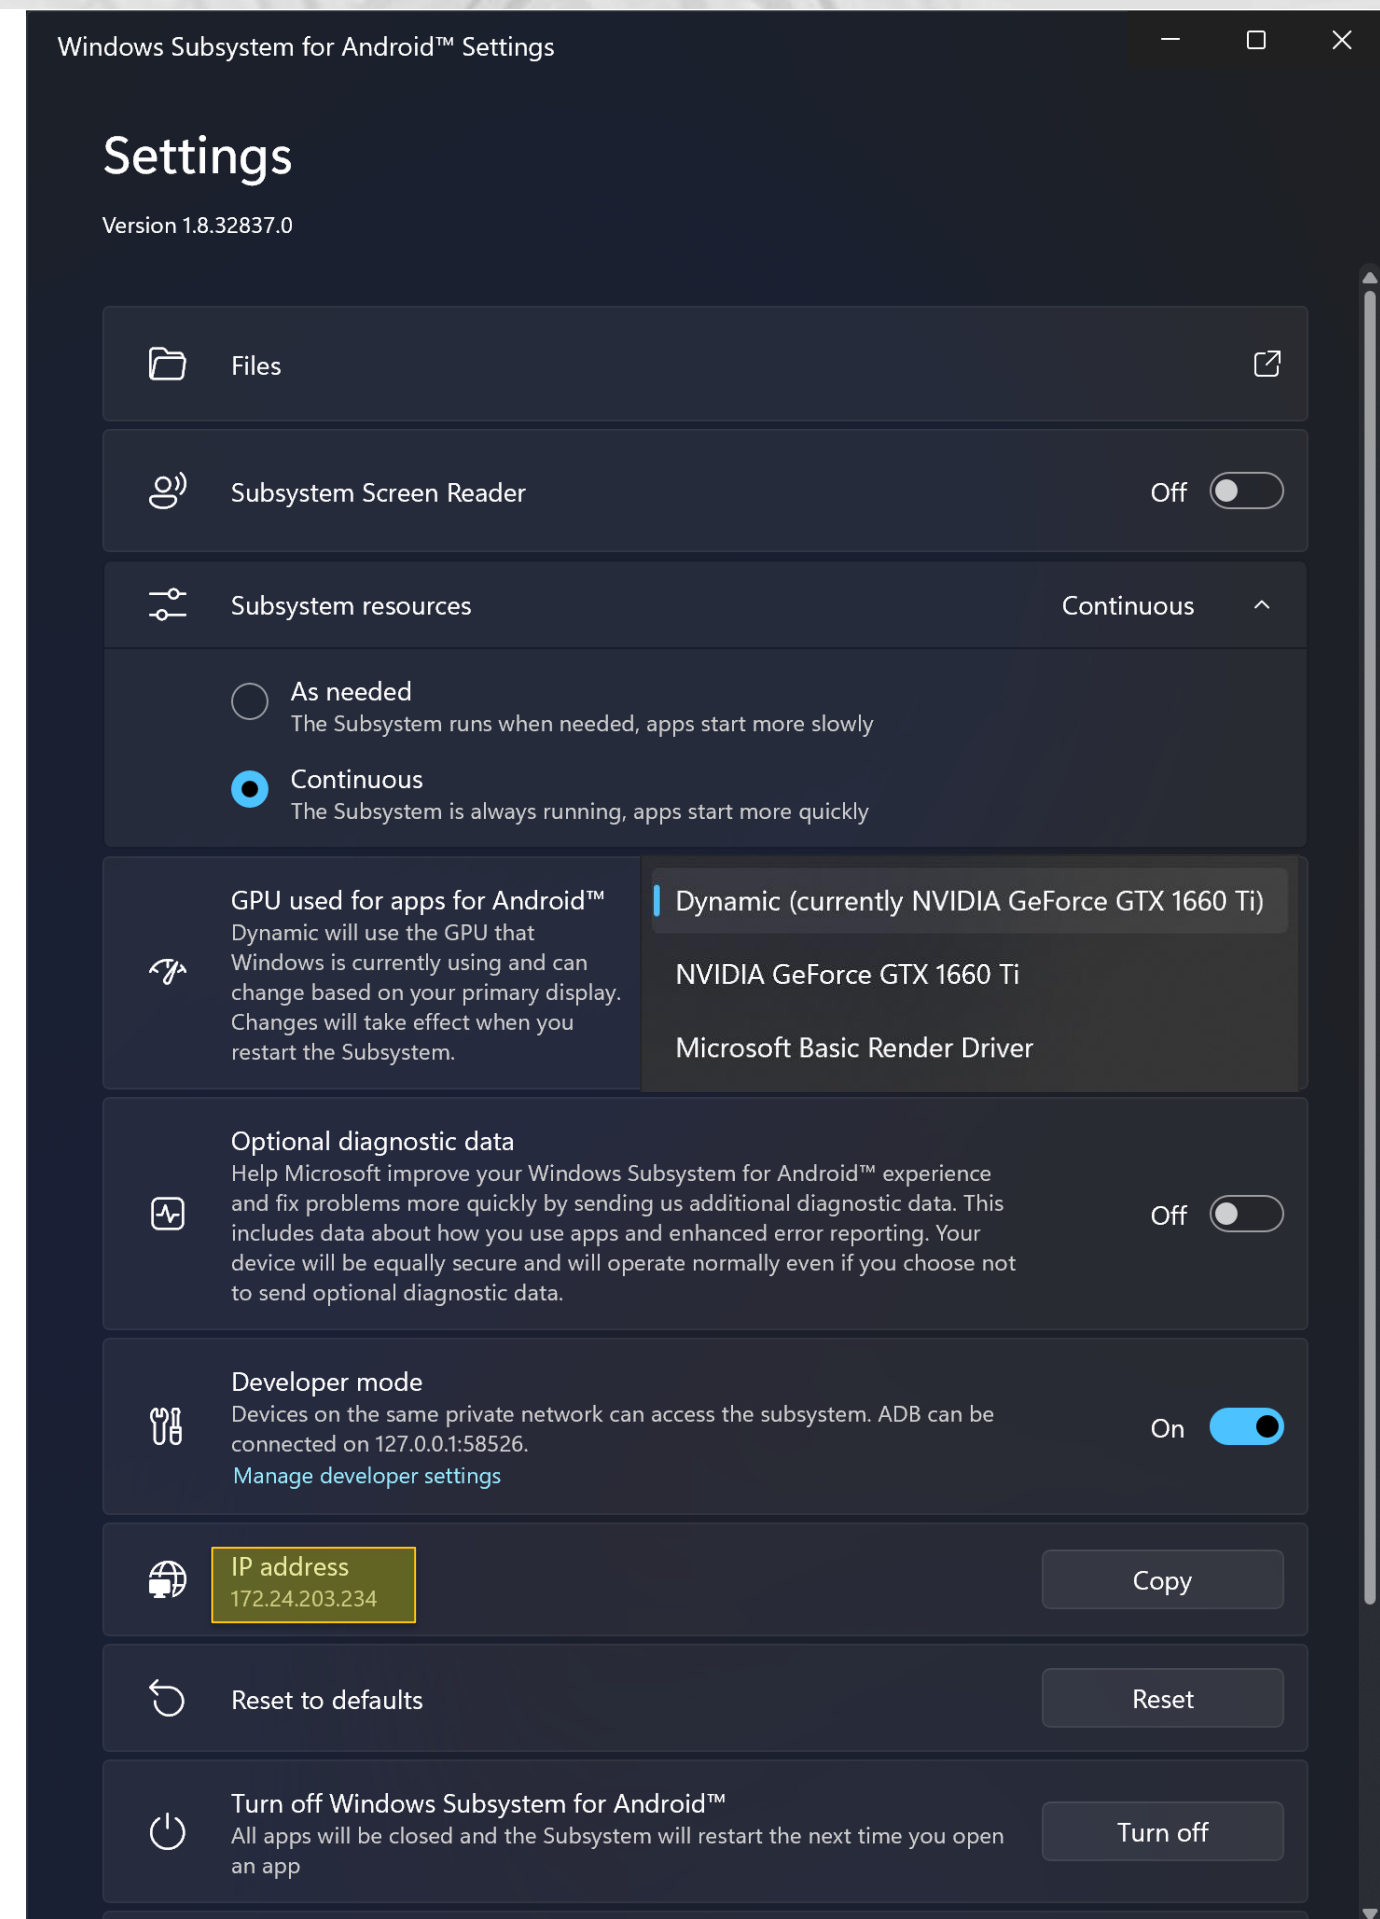 Windows Subsystem for Android™ Settings
Settings
Version 1.8.32837.0
Files
Subsystem Screen Reader
Off
Subsystem resources
Continuous
As needed
The Subsystem runs when needed, apps start more slowly
Continuous
The Subsystem is always running, apps start more quickly
GPU used for apps for Android™
Dynamic will use the GPU that
Windows is currently using and can
change based on your primary display.
Changes will take effect when you
restart the Subsystem.
Dynamic (currently NVIDIA GeForce GTX 1660 Ti)
NVIDIA GeForce GTX 1660 Ti
Microsoft Basic Render Driver
Optional diagnostic data
Help Microsoft improve your Windows Subsystem for Android™ experience
and fix problems more quickly by sending us additional diagnostic data. This
includes data about how you use apps and enhanced error reporting. Your
device will be equally secure and will operate normally even if you choose not
to send optional diagnostic data.
Off
Developer mode
Devices on the same private network can access the subsystem. ADB can be
connected on 127.0.0.1:58526.
Manage developer settings
On
IP address
172.24.203.234
Copy
Reset to defaults
Reset
Turn off Windows Subsystem for Android™
All apps will be closed and the Subsystem will restart the next time you open
an app
Turn off